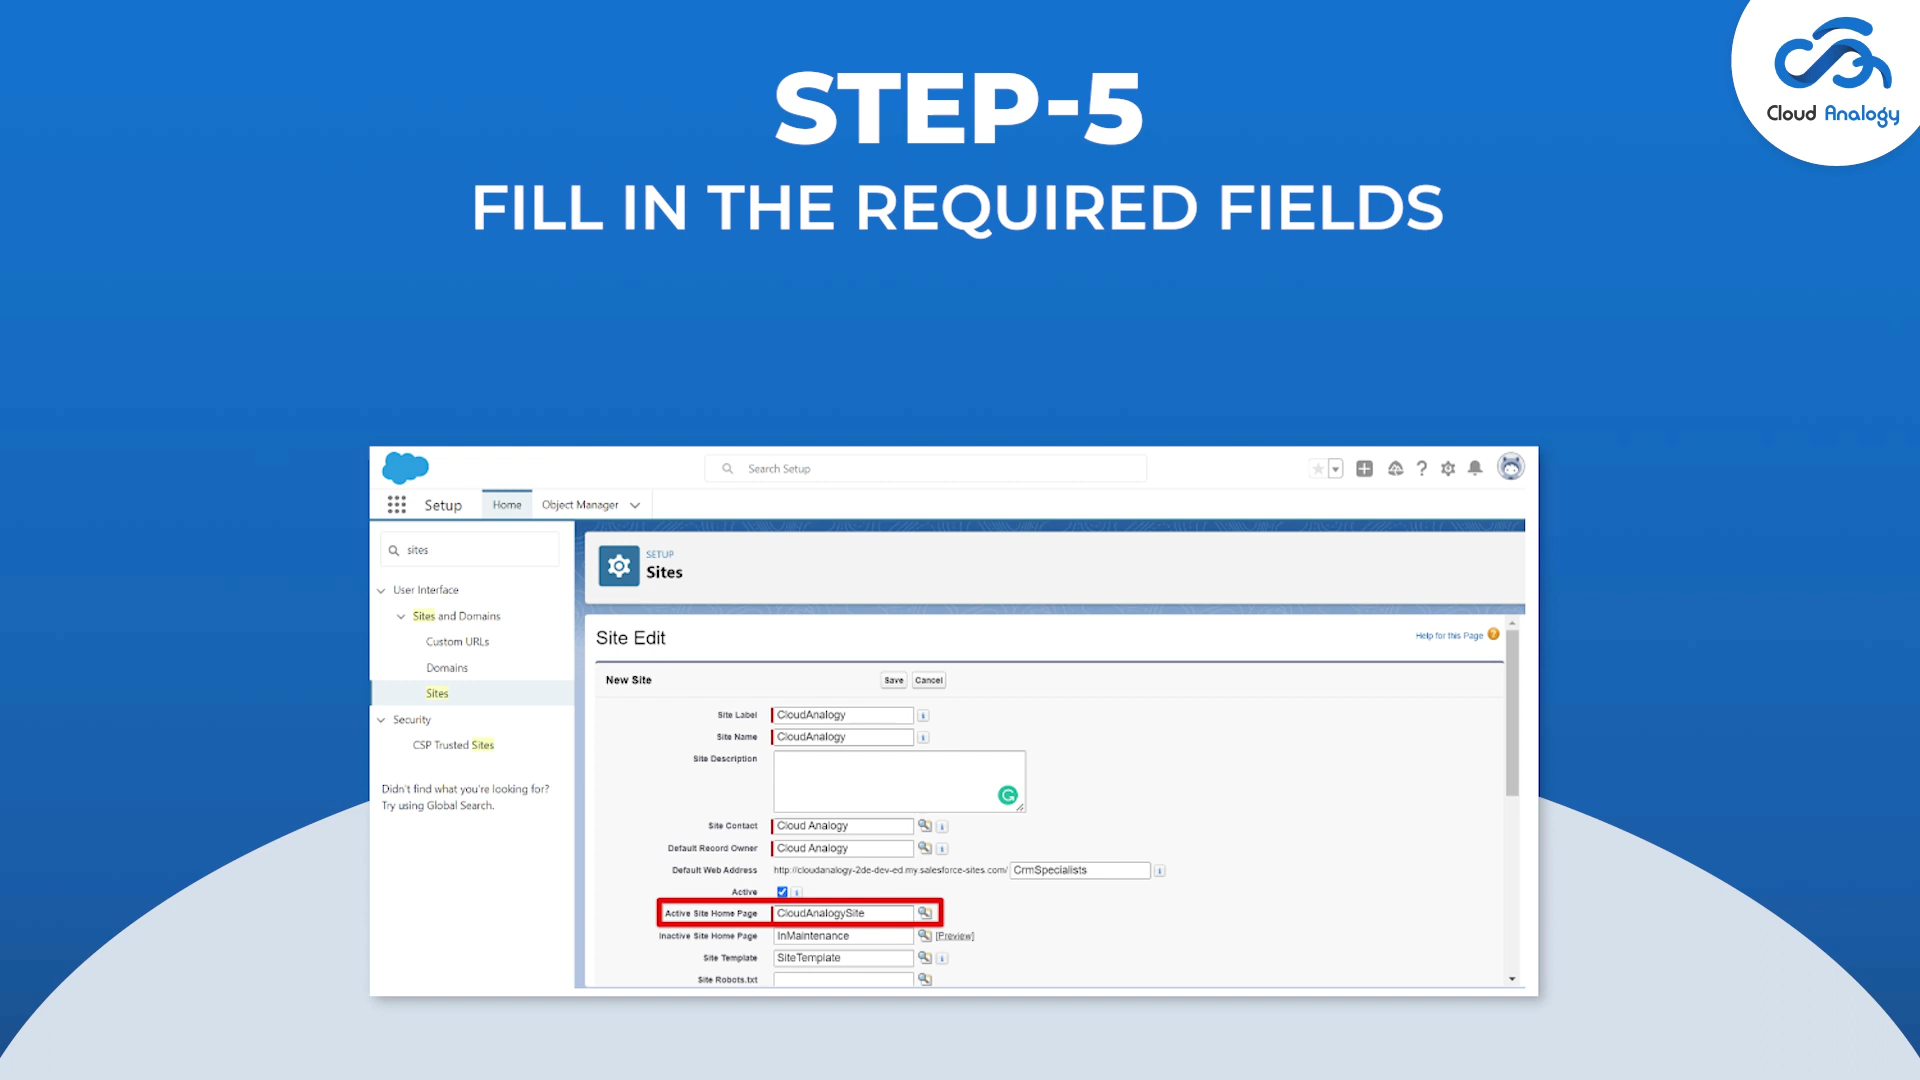 STEP-5
FILL IN THE REQUIRED FIELDS
Cloud Analogy
Search Setup
Setup
Home
Object Manager
sites
User Interface
Sites and Domains
Custom URLs
Domains
Sites
Security
CSP Trusted Sites
Didn't find what you're looking for?
Try using Global Search.
SETUP
Sites
Site Edit
Help for this Page
New Site
Save
Cancel
Site Label CloudAnalogy
Site Name CloudAnalogy
Site Description
Site Contact Cloud Analogy
Default Record Owner Cloud Analogy
Default Web Address http://cloudanalogy-2de-dev-ed.my.salesforce-sites.com/ CrmSpecialists
Active
Active Site Home Page CloudAnalogySite
Inactive Site Home Page InMaintenance [Preview]
Site Template SiteTemplate
Site Robots.txt